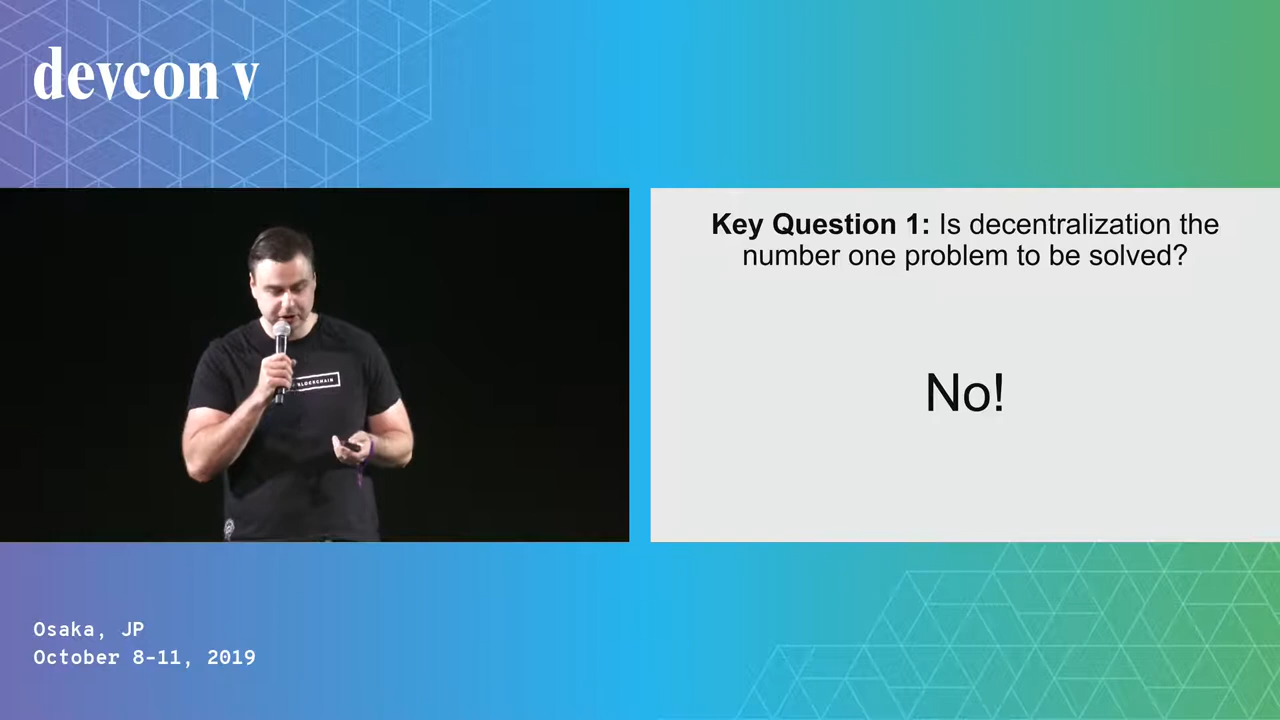 devcon v
BLOCKCHAIN
Key Question 1: Is decentralization the
number one problem to be solved?
No!
Osaka, JP
October 8-11, 2019